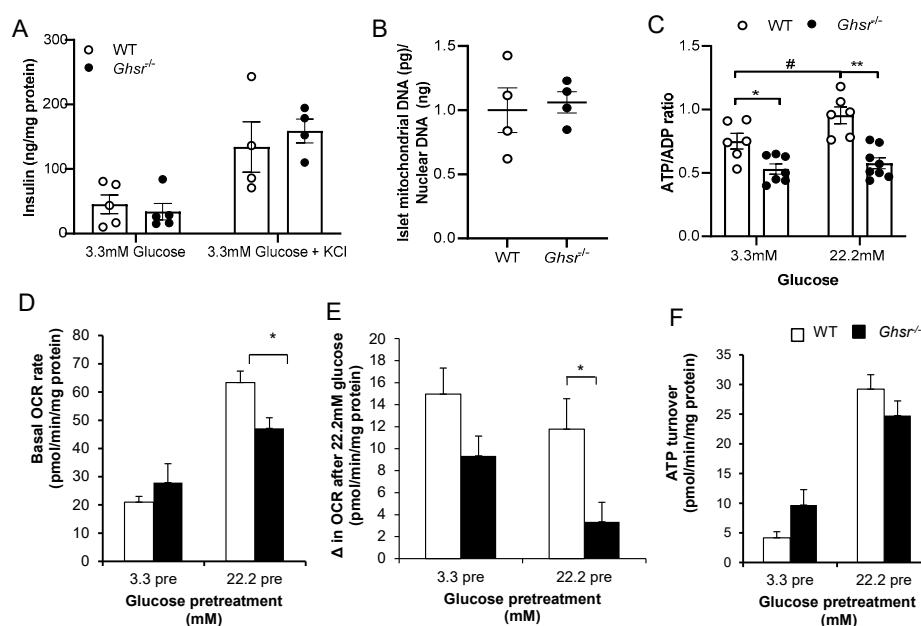 A
300
200
100
0
Insulin (ng/mg protein)
WT
Ghsr-/-
3.3mM Glucose
3.3mM Glucose + KCl
B
1.5
1.0
0.5
0.0
Islet mitochondrial DNA (pg)/
Nuclear DNA (ng)
WT
Ghsr-/-
C
WT
Ghsr-/-
1.5
1.0
0.5
0.0
ATP/ADP ratio
#
*
**
3.3mM
22.2mM
Glucose
D
80
70
60
50
40
30
20
10
0
Basal OCR rate
(pmol/min/mg protein)
*
3.3 pre
22.2 pre
Glucose pretreatment
(mM)
E
18
16
14
12
10
8
6
4
2
0
Δ in OCR after 22.2mM glucose
(pmol/min/mg protein)
*
3.3 pre
22.2 pre
Glucose pretreatment
(mM)
F
WT
Ghsr-/-
35
30
25
20
15
10
5
0
ATP turnover
(pmol/min/mg protein)
3.3 pre
22.2 pre
Glucose pretreatment
(mM)